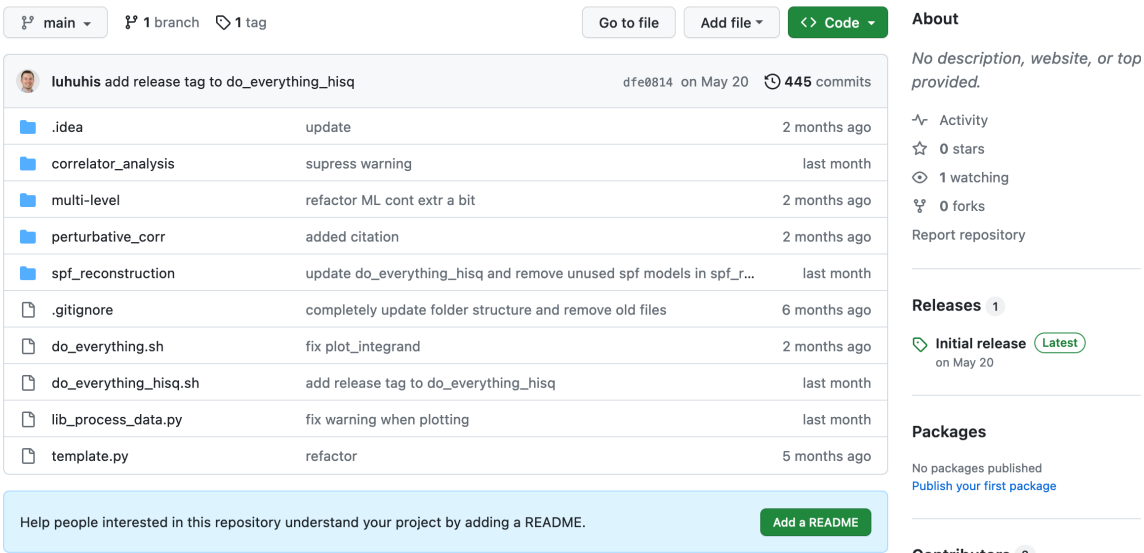 main 1 branch 1 tag Go to file Add file Code
luhuhis add release tag to do_everything_hisq dfe0814 on May 20 445 commits
.idea update 2 months ago
correlator_analysis supress warning last month
multi-level refactor ML cont extr a bit 2 months ago
perturbative_corr added citation 2 months ago
spf_reconstruction update do_everything_hisq and remove unused spf models in spf_r... last month
.gitignore completely update folder structure and remove old files 6 months ago
do_everything.sh fix plot_integrand 2 months ago
do_everything_hisq.sh add release tag to do_everything_hisq last month
lib_process_data.py fix warning when plotting last month
template.py refactor 5 months ago
Help people interested in this repository understand your project by adding a README. Add a README
About
No description, website, or top
provided.
Activity
0 stars
1 watching
0 forks
Report repository
Releases 1
Initial release Latest
on May 20
Packages
No packages published
Publish your first package